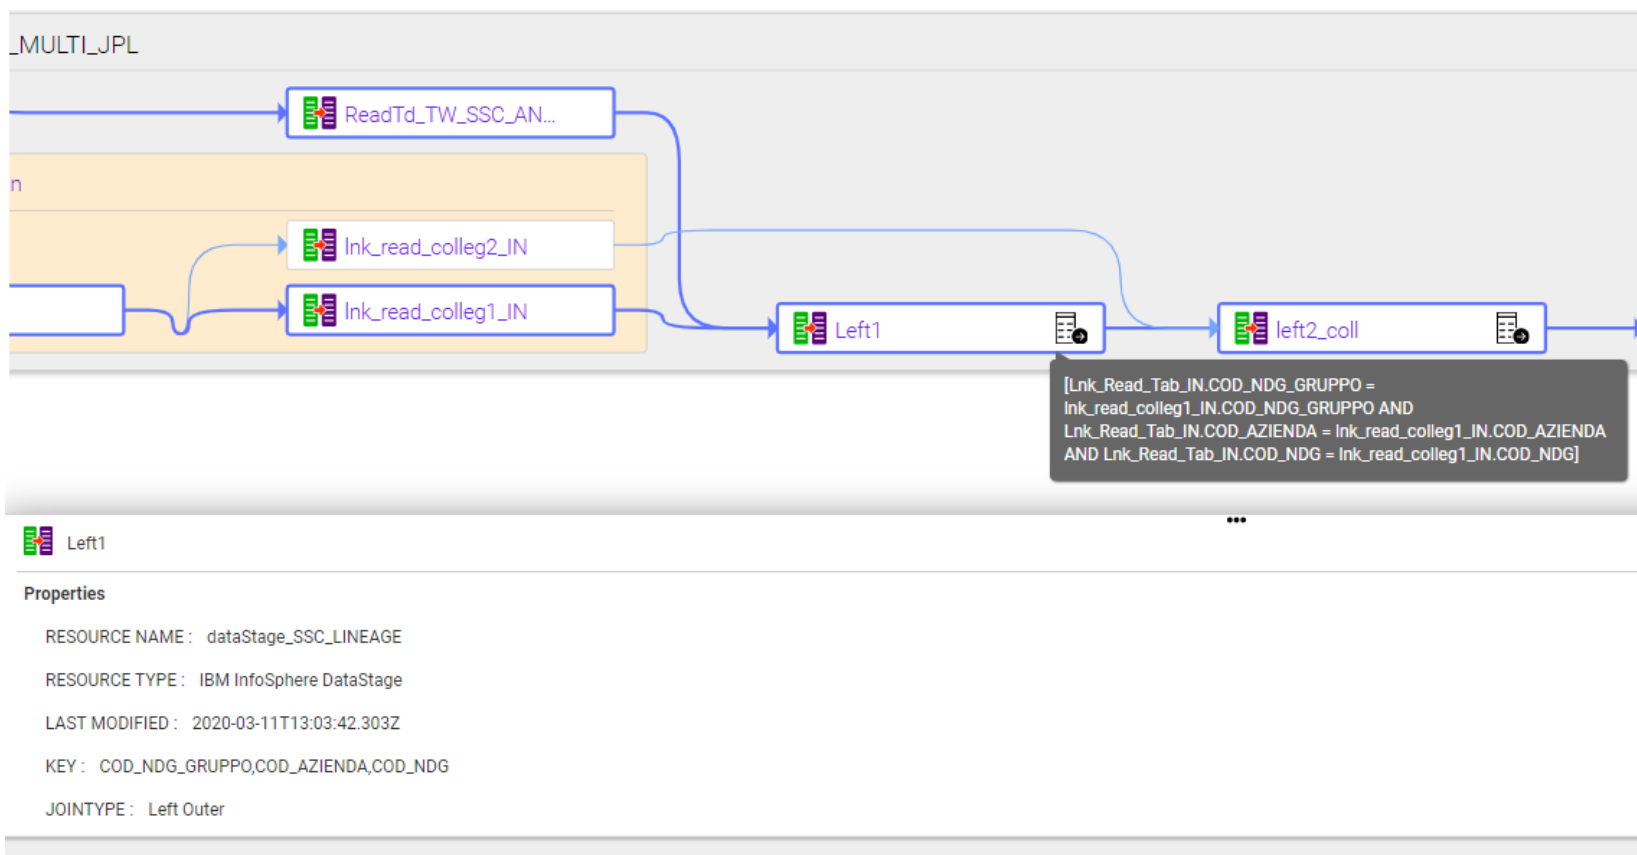 _MULTI_JPL
ReadTd_TW_SSC_AN...
n
lnk_read_colleg2_IN
lnk_read_colleg1_IN
Left1
left2_coll
[Lnk_Read_Tab_IN.COD_NDG_GRUPPO =
lnk_read_colleg1_IN.COD_NDG_GRUPPO AND
Lnk_Read_Tab_IN.COD_AZIENDA = lnk_read_colleg1_IN.COD_AZIENDA
AND Lnk_Read_Tab_IN.COD_NDG = lnk_read_colleg1_IN.COD_NDG]
Left1
Properties
RESOURCE NAME : dataStage_SSC_LINEAGE
RESOURCE TYPE : IBM InfoSphere DataStage
LAST MODIFIED : 2020-03-11T13:03:42.303Z
KEY : COD_NDG_GRUPPO,COD_AZIENDA,COD_NDG
JOINTYPE : Left Outer